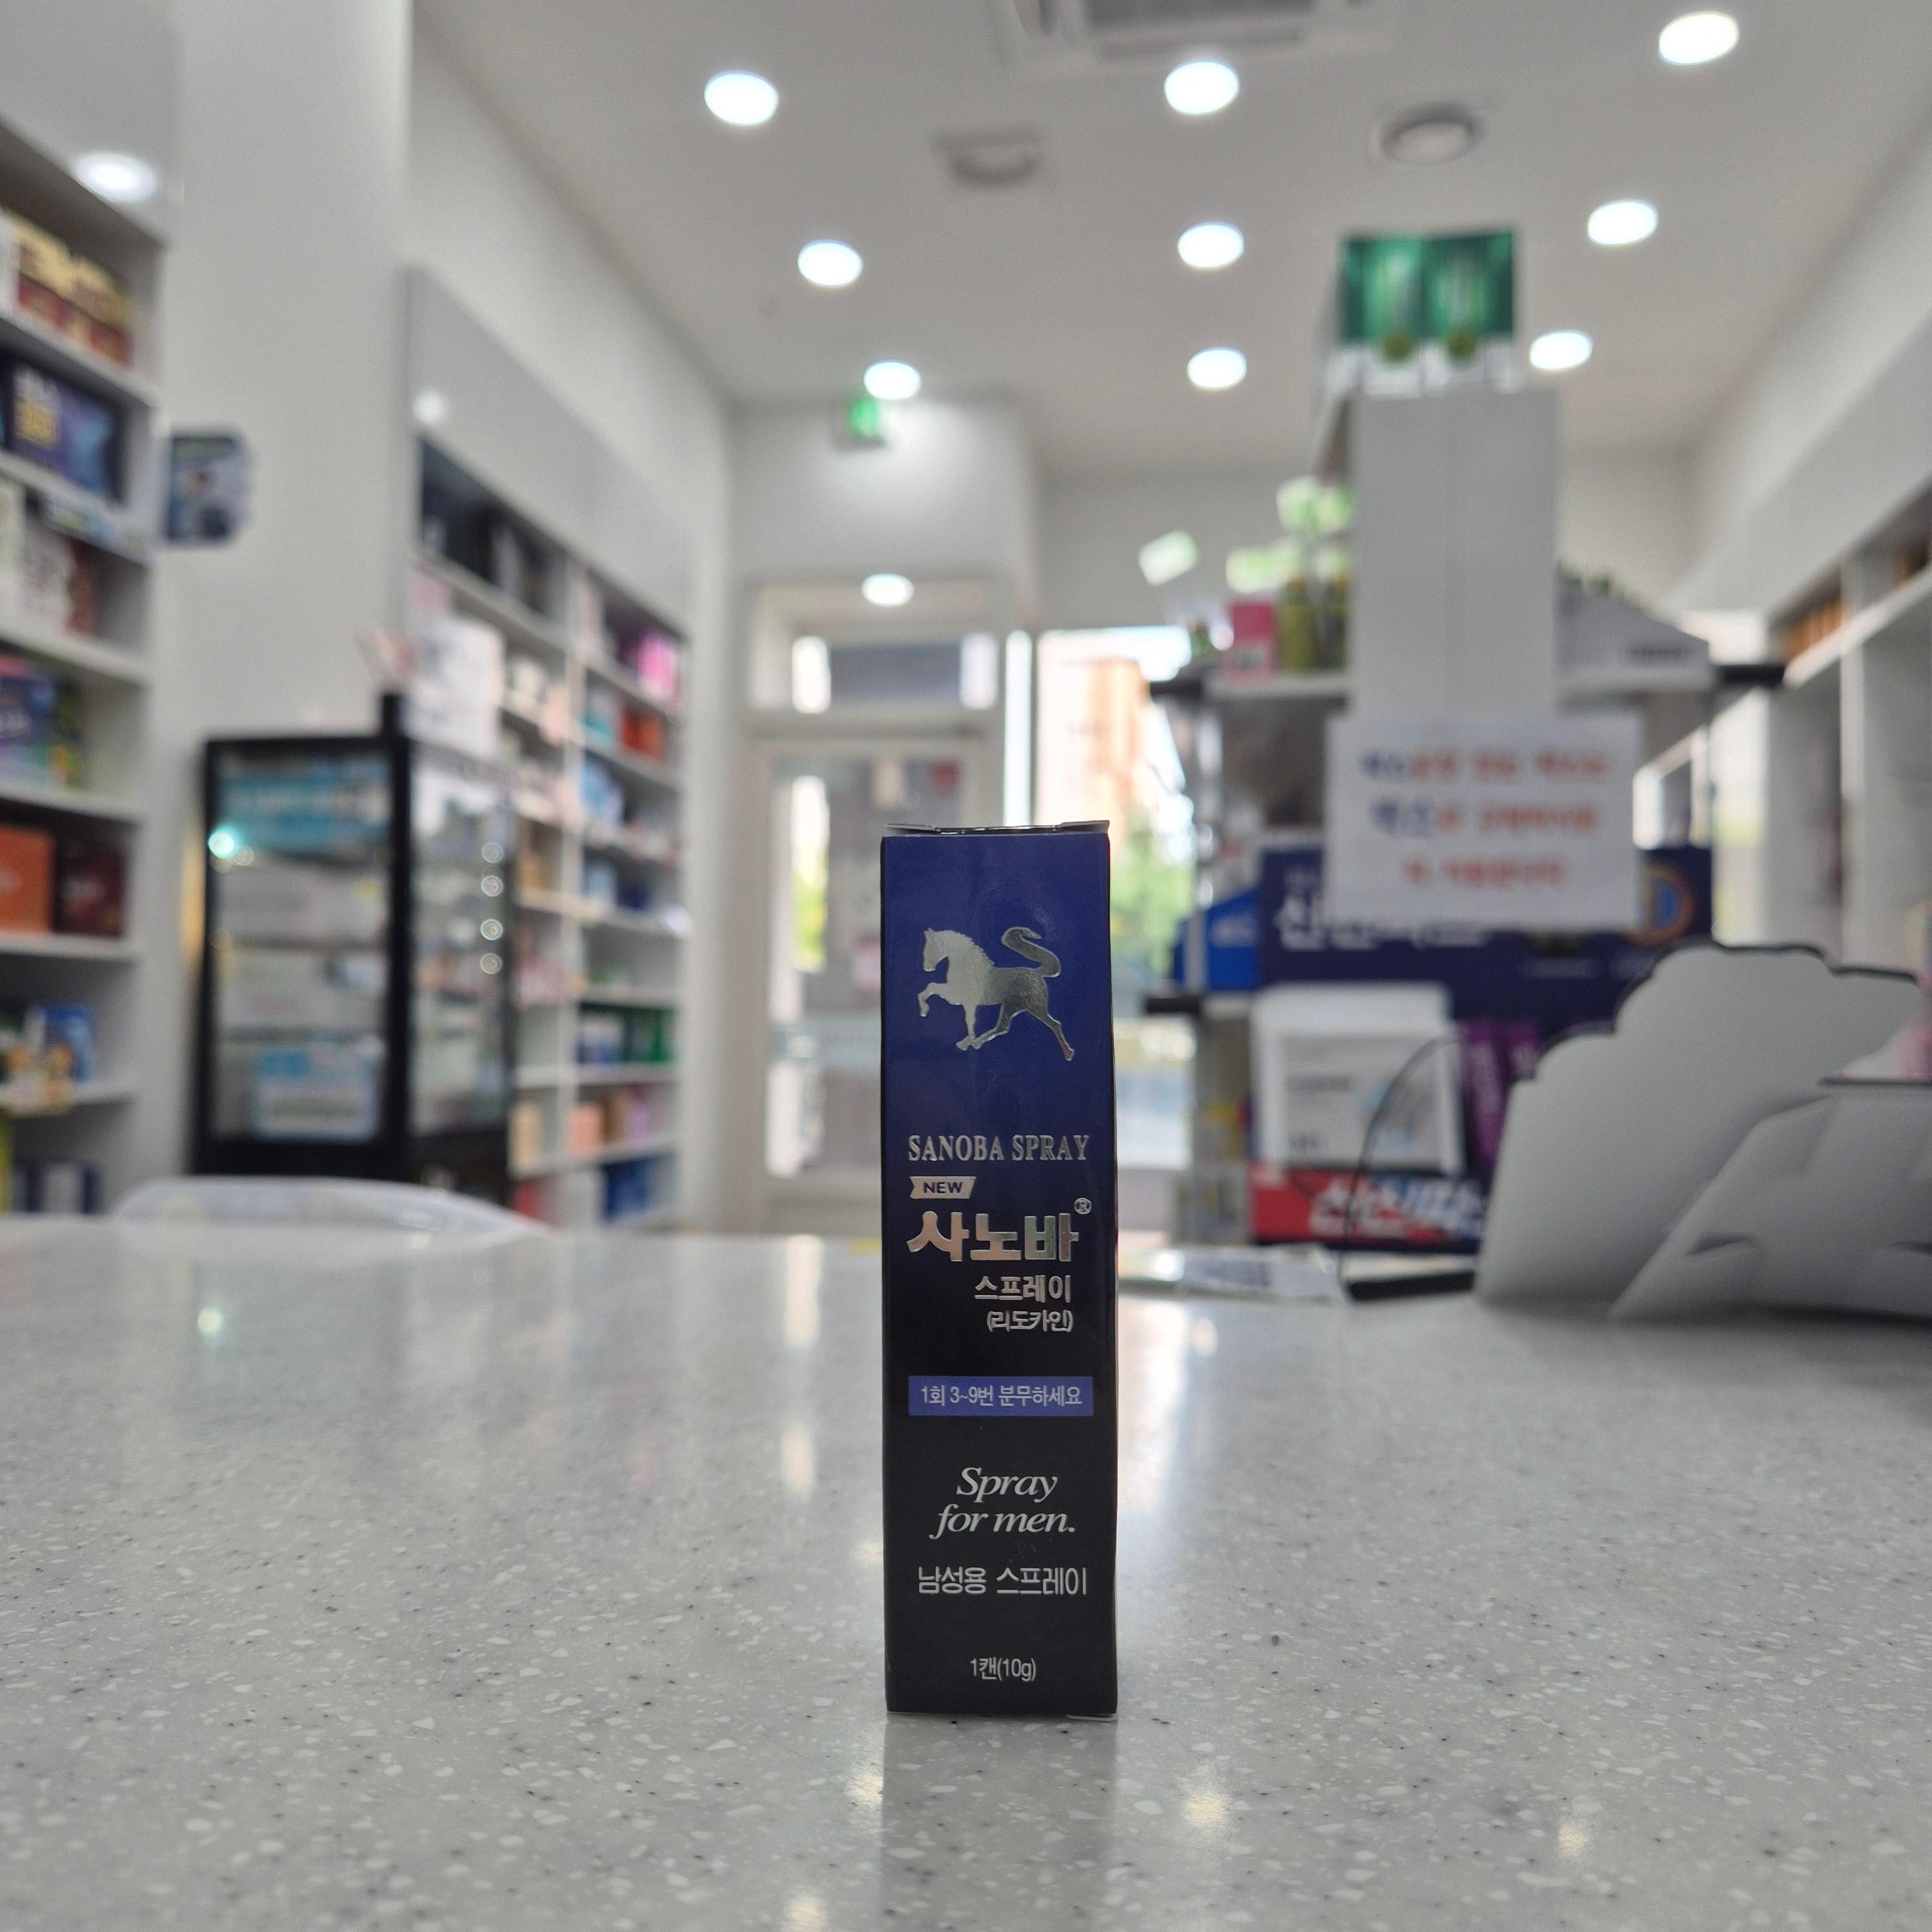 SANOBA SPRAY
NEW
사노바®
스프레이
(리도카인)
1회 3~9번 분무하세요
Spray
for men.
남성용 스프레이
1캔(10g)